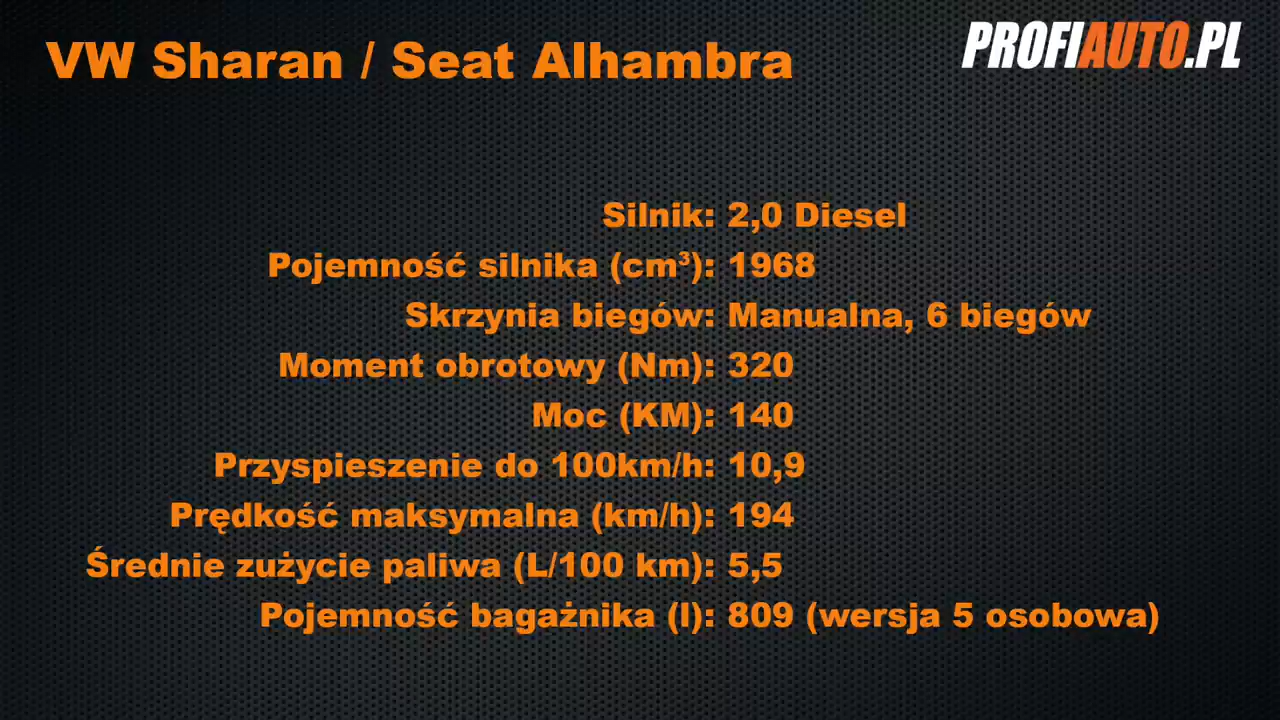 VW Sharan / Seat Alhambra
PROFIAUTO.PL
Silnik: 2,0 Diesel
Pojemność silnika (cm³): 1968
Skrzynia biegów: Manualna, 6 biegów
Moment obrotowy (Nm): 320
Moc (KM): 140
Przyspieszenie do 100km/h: 10,9
Prędkość maksymalna (km/h): 194
Średnie zużycie paliwa (L/100 km): 5,5
Pojemność bagażnika (l): 809 (wersja 5 osobowa)